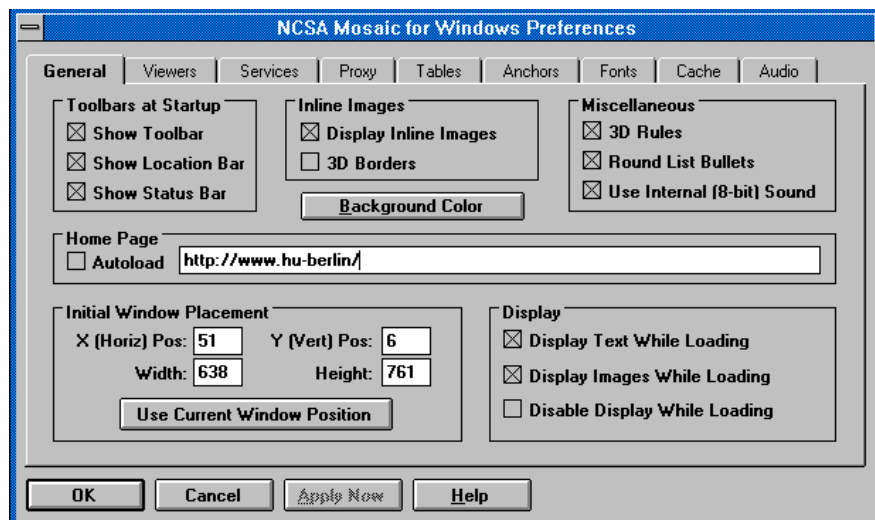 NCSA Mosaic for Windows Preferences
General Viewers Services Proxy Tables Anchors Fonts Cache Audio
Toolbars at Startup
Show Toolbar
Show Location Bar
Show Status Bar
Inline Images
Display Inline Images
3D Borders
Background Color
Miscellaneous
3D Rules
Round List Bullets
Use Internal (8-bit) Sound
Home Page
Autoload http://www.hu-berlin/
Initial Window Placement
X (Horiz) Pos: 51 Y (Vert) Pos: 6
Width: 638 Height: 761
Use Current Window Position
Display
Display Text While Loading
Display Images While Loading
Disable Display While Loading
OK Cancel Apply Now Help